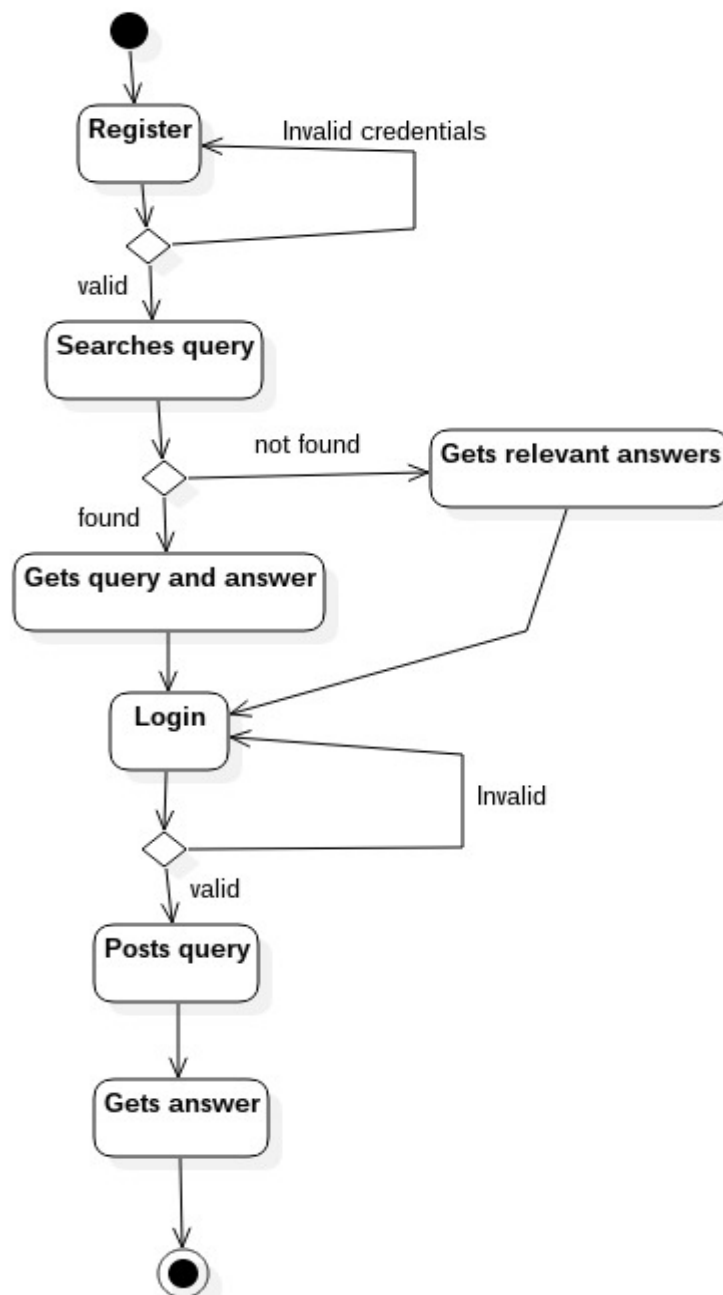 Register
Invalid credentials
valid
Searches query
not found
Gets relevant answers
found
Gets query and answer
Login
Invalid
valid
Posts query
Gets answer